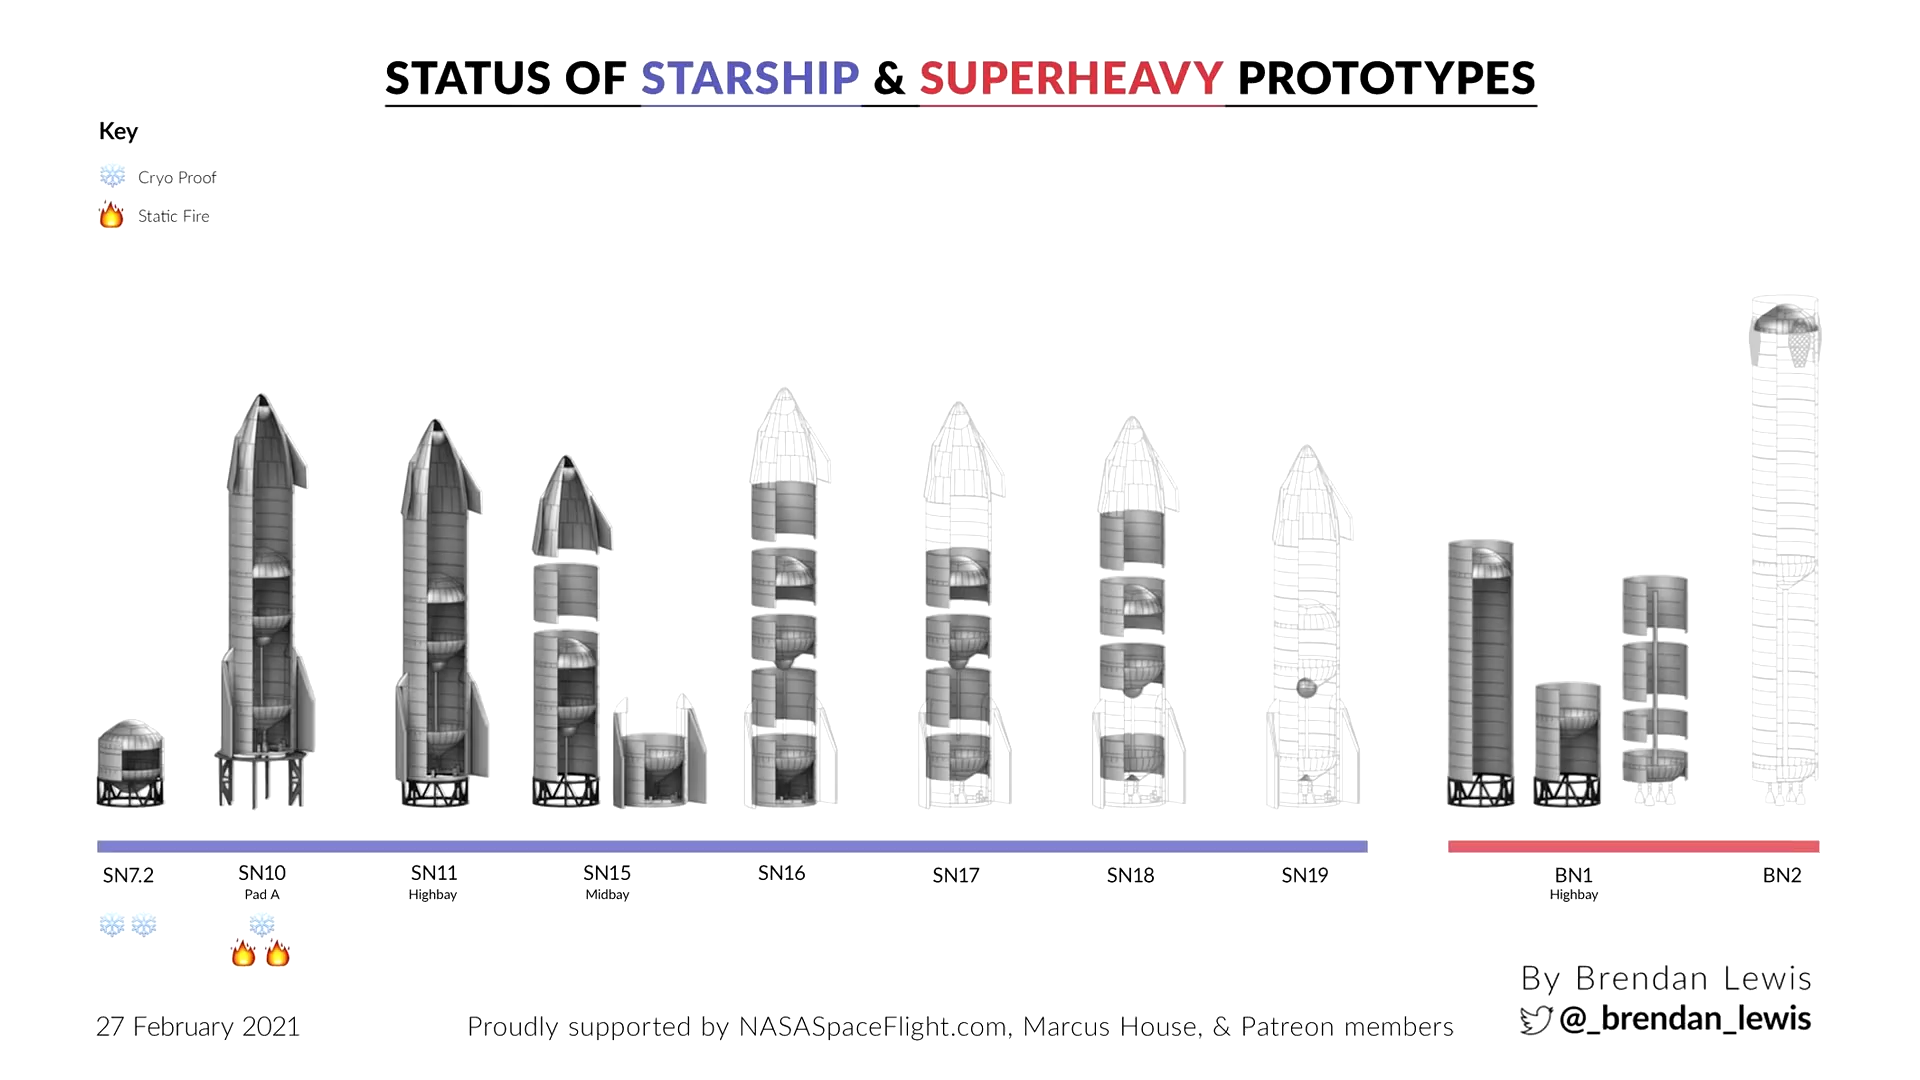 STATUS OF STARSHIP & SUPERHEAVY PROTOTYPES
Key
Cryo Proof
Static Fire
SN7.2
SN10
Pad A
SN11
Highbay
SN15
Midbay
SN16
SN17
SN18
SN19
BN1
Highbay
BN2
By Brendan Lewis
@_brendan_lewis
27 February 2021
Proudly supported by NASASpaceFlight.com, Marcus House, & Patreon members